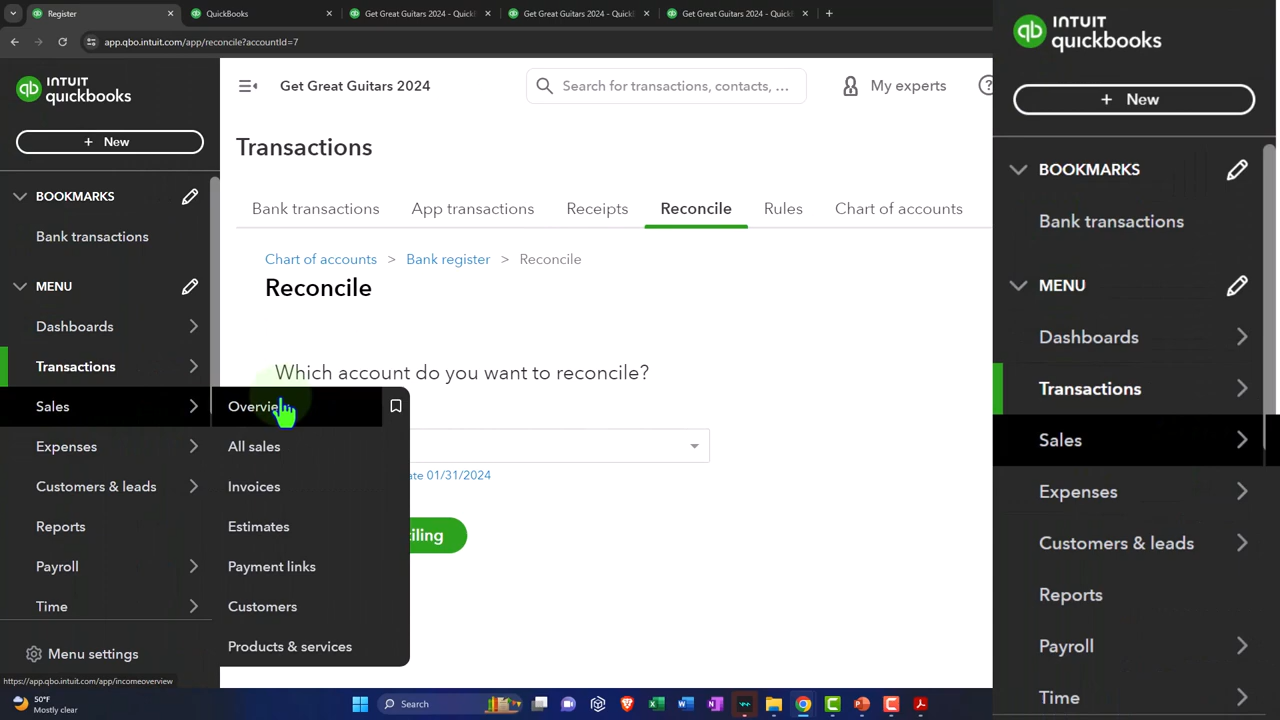 Register
QuickBooks
Get Great Guitars 2024 - QuickB
Get Great Guitars 2024 - QuickB
Get Great Guitars 2024 - QuickB
app.qbo.intuit.com/app/reconcile?accountId=7
INTUIT
quickbooks
+ New
BOOKMARKS
Bank transactions
MENU
Dashboards
Transactions
Sales
Expenses
Customers & leads
Reports
Payroll
Time
Menu settings
https://app.qbo.intuit.com/app/incomeoverview
Overview
All sales
Invoices
Estimates
Payment links
Customers
Products & services
Get Great Guitars 2024
Search for transactions, contacts, ...
My experts
Transactions
Bank transactions
App transactions
Receipts
Reconcile
Rules
Chart of accounts
Chart of accounts > Bank register > Reconcile
Reconcile
Which account do you want to reconcile?
ate 01/31/2024
iling
INTUIT
quickbooks
+ New
BOOKMARKS
Bank transactions
MENU
Dashboards
Transactions
Sales
Expenses
Customers & leads
Reports
Payroll
Time
50°F
Mostly clear
Search